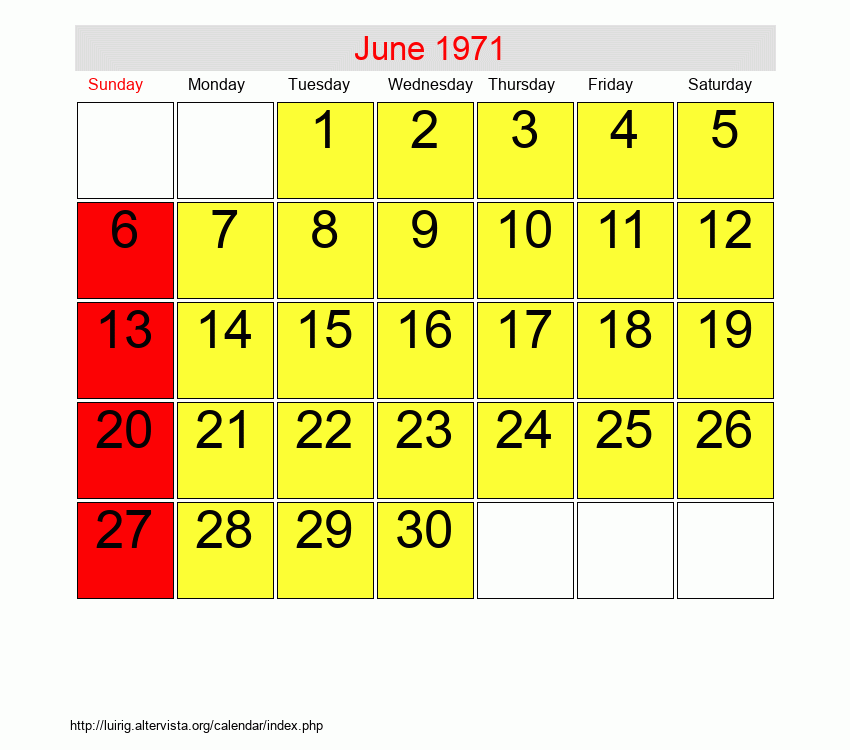 June 1971
Sunday Monday Tuesday Wednesday Thursday Friday Saturday
1 2 3 4 5
6 7 8 9 10 11 12
13 14 15 16 17 18 19
20 21 22 23 24 25 26
27 28 29 30
http://luirig.altervista.org/calendar/index.php